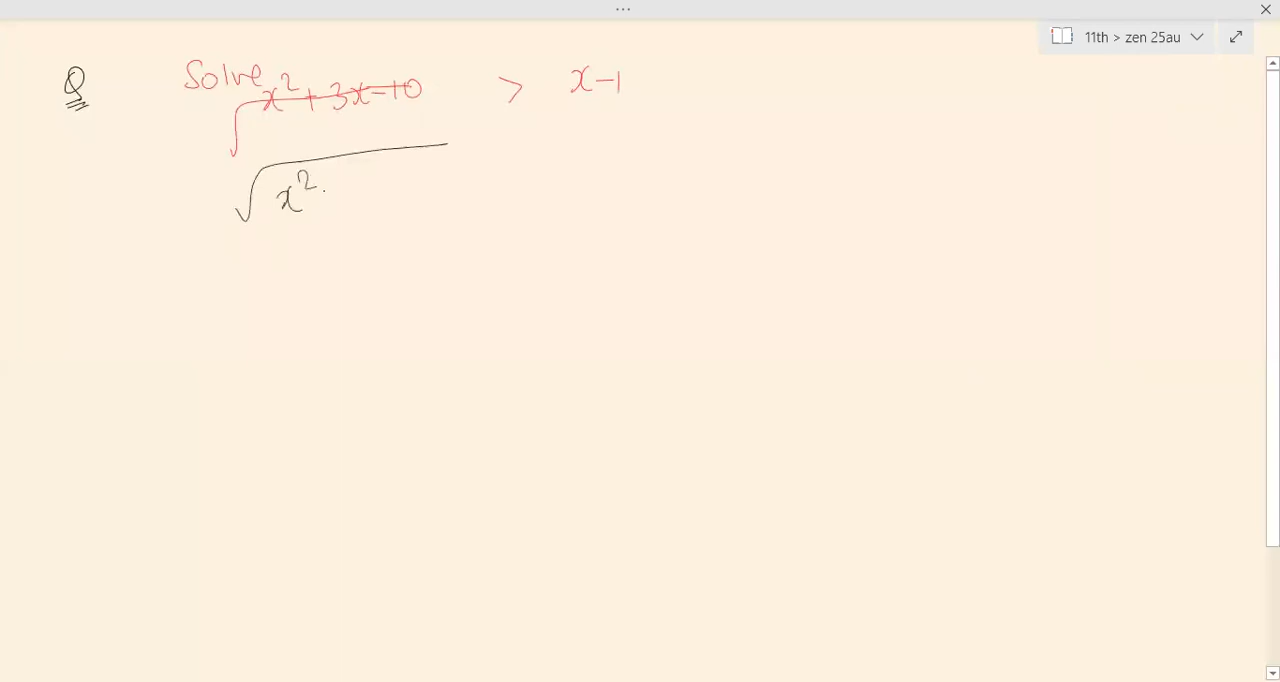 11th > zen 25au
Q Solve
√x²+3x-10 > x-1
√x²